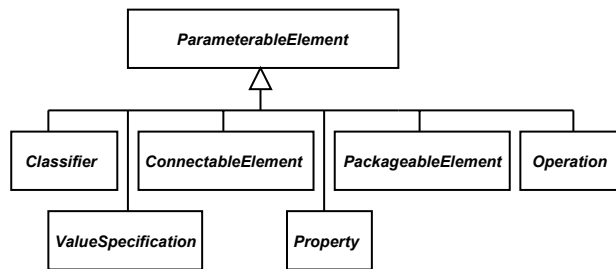 ParameterableElement
Classifier
ConnectableElement
PackageableElement
Operation
ValueSpecification
Property